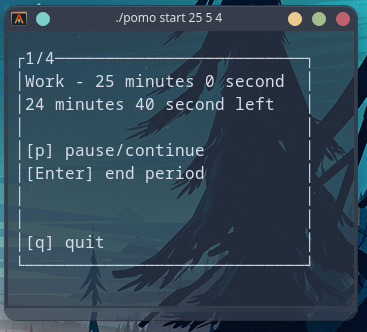 ./pomo start 25 5 4
1/4
Work - 25 minutes 0 second
24 minutes 40 second left
[p] pause/continue
[Enter] end period
[q] quit